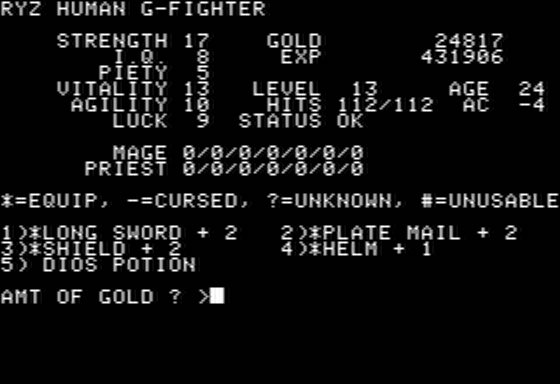 RYZ HUMAN G-FIGHTER
STRENGTH 17 GOLD 24817
I.Q. 8 EXP 431906
PIETY 5
VITALITY 13 LEVEL 13 AGE 24
AGILITY 10 HITS 112/112 AC -4
LUCK 9 STATUS OK
MAGE 0/0/0/0/0/0/0
PRIEST 0/0/0/0/0/0/0
*=EQUIP, -=CURSED, ?=UNKNOWN, #=UNUSABLE
1)*LONG SWORD + 2 2)*PLATE MAIL + 2
3)*SHIELD + 2 4)*HELM + 1
5) DIOS POTION
AMT OF GOLD ? >